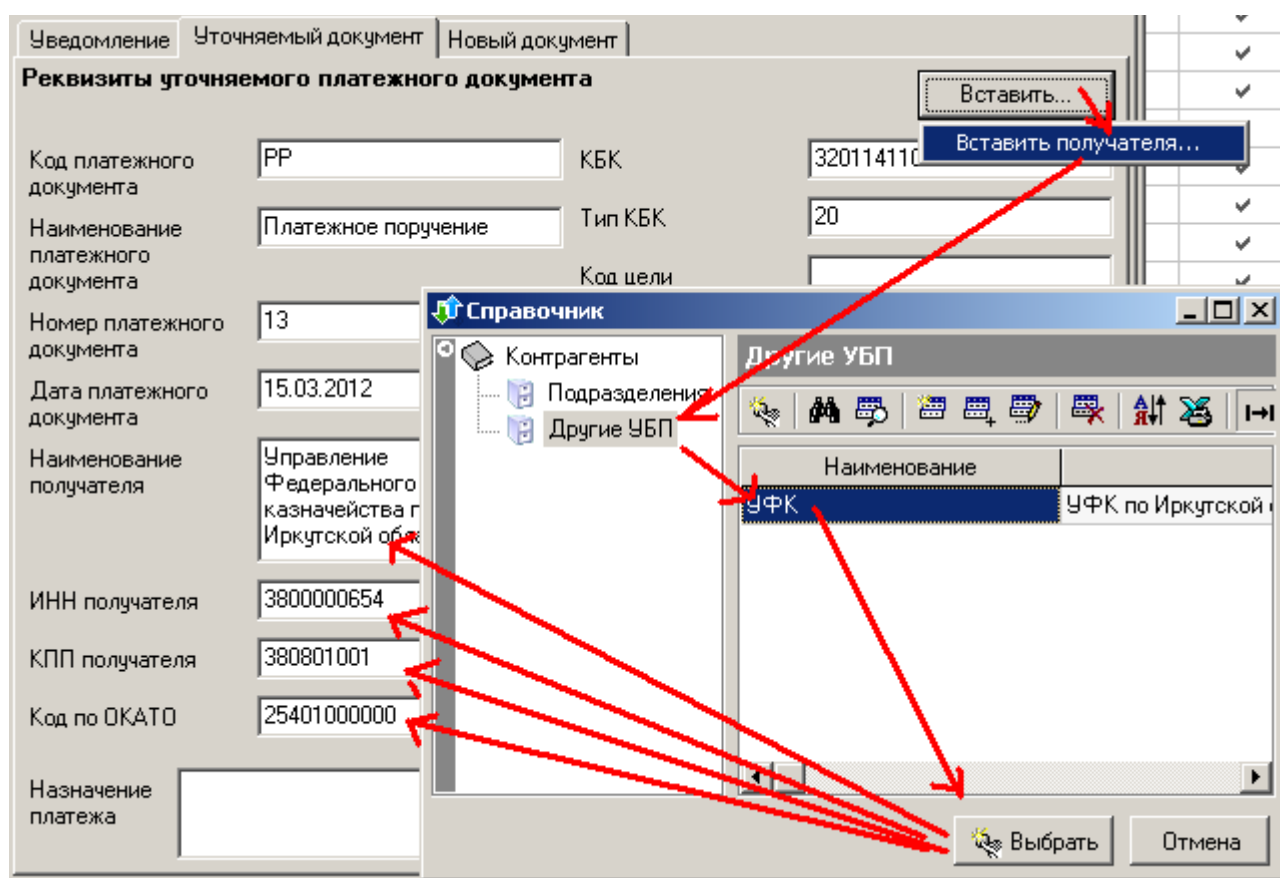 Уведомление
Уточняемый документ
Новый документ
Реквизиты уточняемого платежного документа
Вставить...
Вставить получателя...
Код платежного
документа
PP
КБК
320114110
Наименование
платежного
документа
Платежное поручение
Тип КБК
20
Код цели
Номер платежного
документа
13
Дата платежного
документа
15.03.2012
Наименование
получателя
Управление
Федерального
казначейства
Иркутской
ИНН получателя
3800000654
КПП получателя
380801001
Код по ОКАТО
25401000000
Назначение
платежа
Справочник
Контрагенты
Подразделения
Другие УБП
Другие УБП
Наименование
УФК
УФК по Иркутской
Выбрать
Отмена